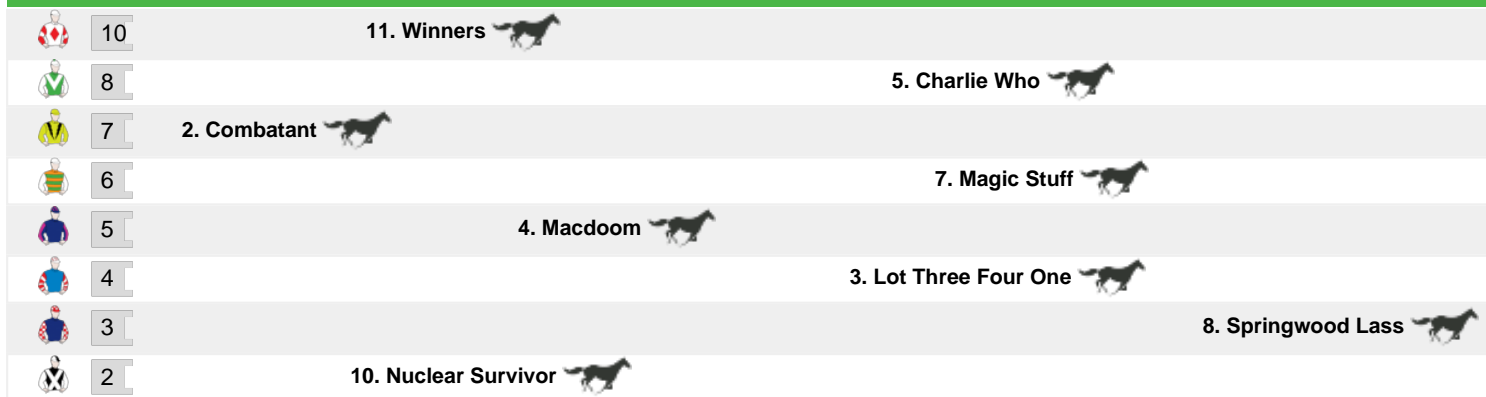 10 11. Winners
8 5. Charlie Who
7 2. Combatant
6 7. Magic Stuff
5 4. Macdoom
4 3. Lot Three Four One
3 8. Springwood Lass
2 10. Nuclear Survivor